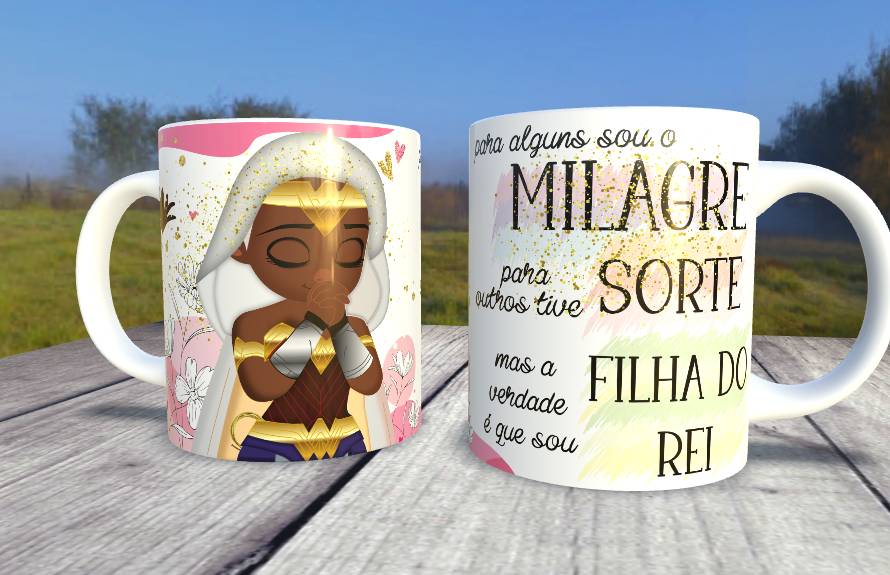 para alguns sou o
MILAGRE
para
outros tive SORTE
mas a
verdade
é que sou
FILHA DO
REI